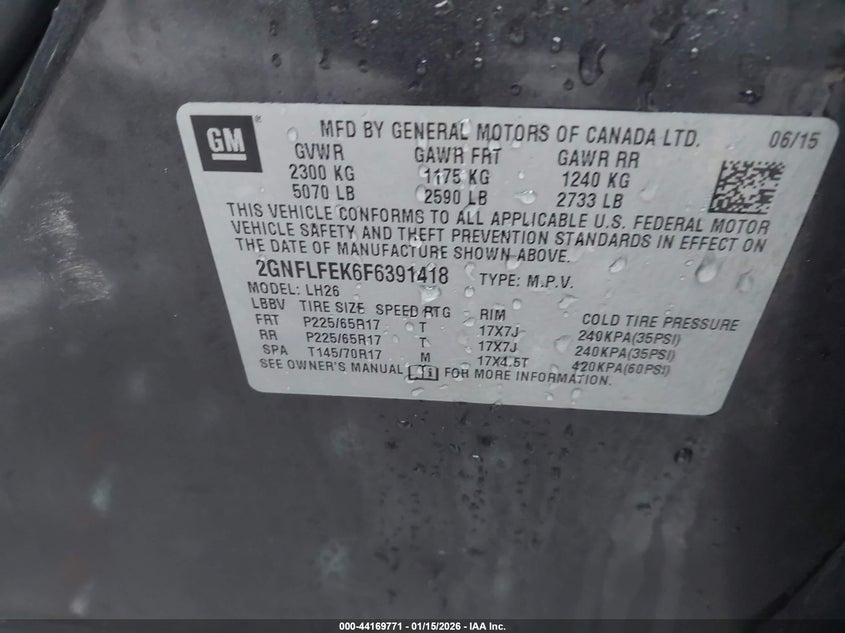 GM ® MFD BY GENERAL MOTORS OF CANADA LTD. 06/15
GVWR GAWR FRT GAWR RR
2300 KG 1175 KG 1240 KG
5070 LB 2590 LB 2733 LB
THIS VEHICLE CONFORMS TO ALL APPLICABLE U.S. FEDERAL MOTOR
VEHICLE SAFETY AND THEFT PREVENTION STANDARDS IN EFFECT ON
THE DATE OF MANUFACTURE SHOWN ABOVE.
2GNFLFEK6F6391418 TYPE: M.P.V.
MODEL: LH26
LBBV TIRE SIZE SPEED RTG RIM COLD TIRE PRESSURE
FRT P225/65R17 T 17X7J 240KPA(35PSI)
RR P225/65R17 T 17X7J 240KPA(35PSI)
SPA T145/70R17 M 17X4.5T 420KPA(60PSI)
SEE OWNER'S MANUAL FOR MORE INFORMATION.
000-44169771 - 01/15/2026 - IAA Inc.